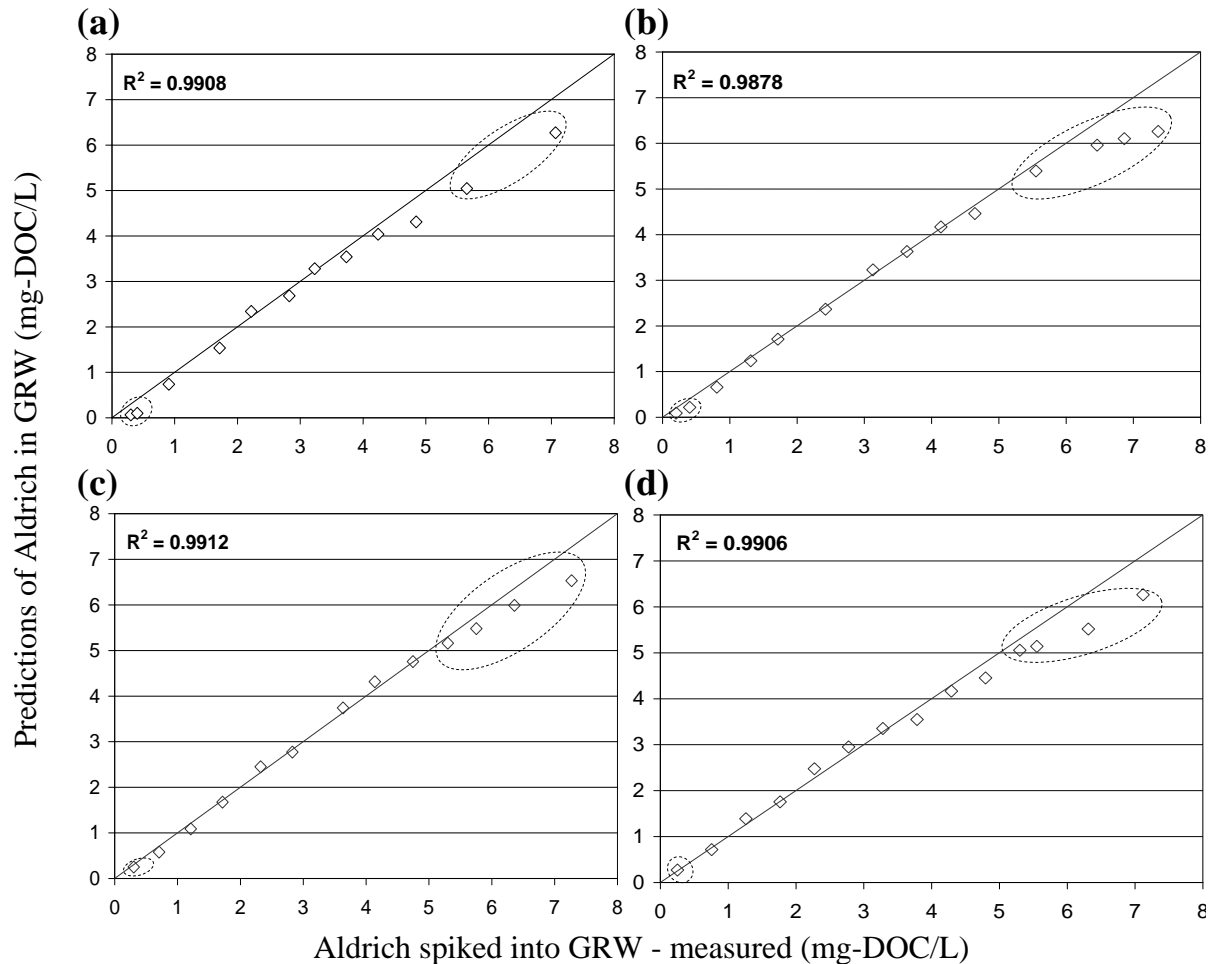 (a)
R² = 0.9908
8
7
6
5
4
3
2
1
0
0 1 2 3 4 5 6 7 8
(b)
R² = 0.9878
8
7
6
5
4
3
2
1
0
0 1 2 3 4 5 6 7 8
Predictions of Aldrich in GRW (mg-DOC/L)
(c)
R² = 0.9912
8
7
6
5
4
3
2
1
0
0 1 2 3 4 5 6 7 8
(d)
R² = 0.9906
8
7
6
5
4
3
2
1
0
0 1 2 3 4 5 6 7 8
Aldrich spiked into GRW - measured (mg-DOC/L)